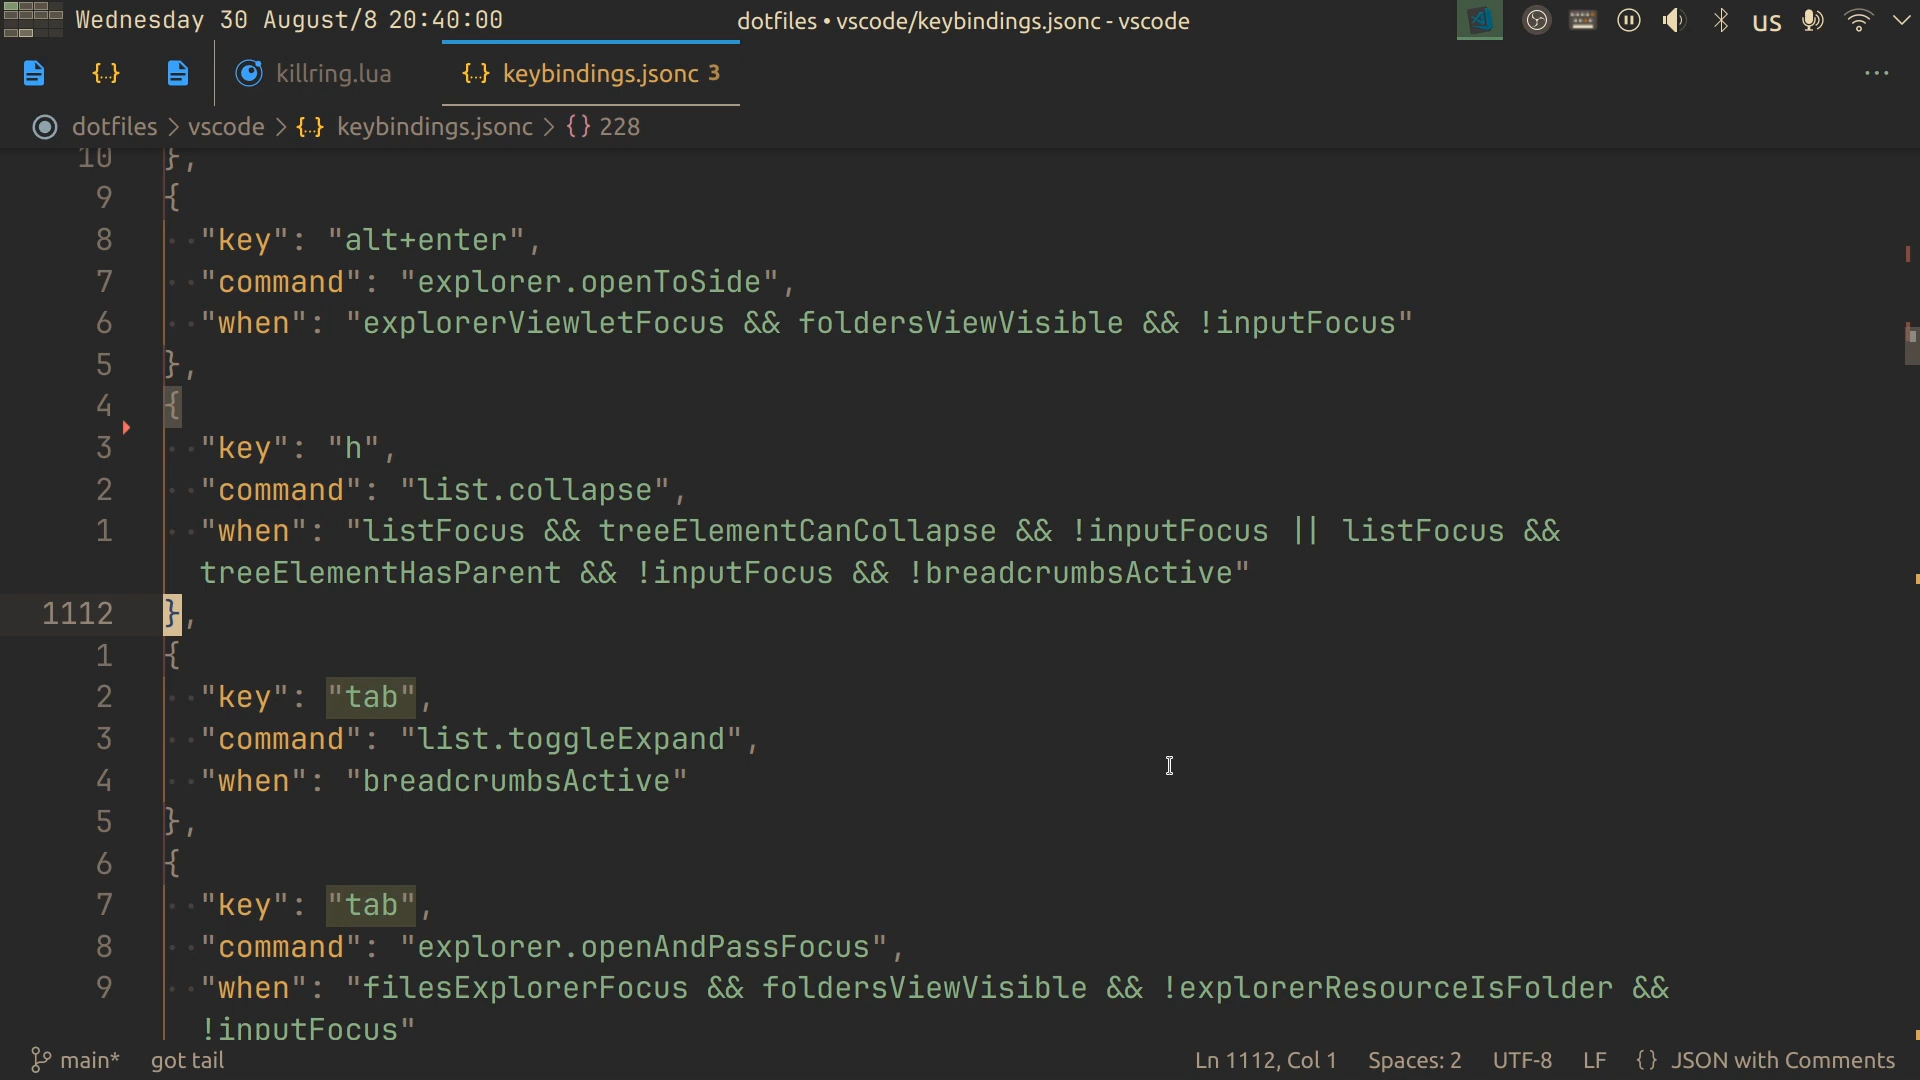 Wednesday 30 August/8 20:40:00
dotfiles • vscode/keybindings.jsonc - vscode
us
{..}
killring.lua
{..} keybindings.jsonc 3
...
dotfiles > vscode > {..} keybindings.jsonc > {} 228
10 },
9 {
8 "key": "alt+enter",
7 "command": "explorer.openToSide",
6 "when": "explorerViewletFocus && foldersViewVisible && !inputFocus"
5 },
4 {
3 "key": "h",
2 "command": "list.collapse",
1 "when": "listFocus && treeElementCanCollapse && !inputFocus || listFocus &&
treeElementHasParent && !inputFocus && !breadcrumbsActive"
1112 },
1 {
2 "key": "tab",
3 "command": "list.toggleExpand",
4 "when": "breadcrumbsActive"
5 },
6 {
7 "key": "tab",
8 "command": "explorer.openAndPassFocus",
9 "when": "filesExplorerFocus && foldersViewVisible && !explorerResourceIsFolder &&
!inputFocus"
main* got tail
Ln 1112, Col 1 Spaces: 2 UTF-8 LF {} JSON with Comments